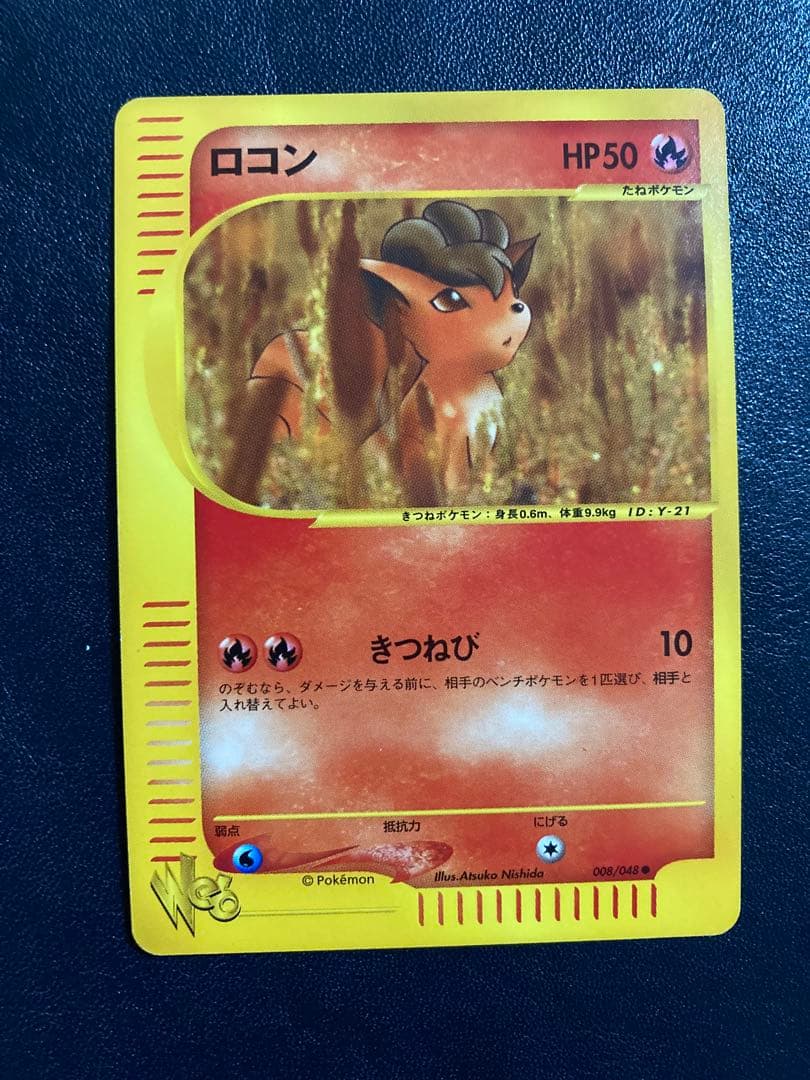 ロコン HP50
たねポケモン
きつねポケモン：身長0.6m、体重9.9kg ID:Y-21
きつねび 10
のぞむなら、ダメージを与える前に、相手のベンチポケモンを1匹選び、相手と
入れ替えてよい。
弱点 抵抗力 にげる
Web © Pokémon Illus.Atsuko Nishida 008/048●